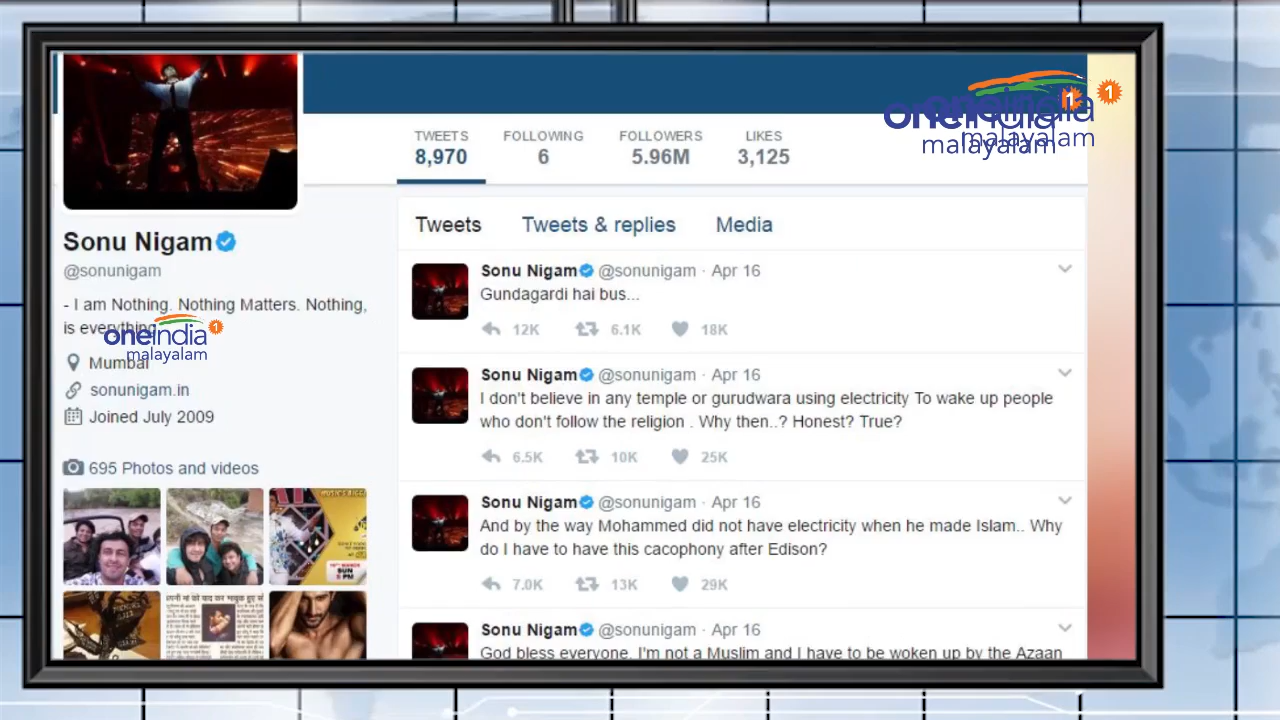 oneindia
malayalam
oneindia
malayalam
TWEETS FOLLOWING FOLLOWERS LIKES
8,970 6 5.96M 3,125
Sonu Nigam
@sonunigam
- I am Nothing. Nothing Matters. Nothing,
is everything
oneindia
malayalam
Mumbai
sonunigam.in
Joined July 2009
695 Photos and videos
SUN
Tweets Tweets & replies Media
Sonu Nigam @sonunigam · Apr 16
Gundagardi hai bus...
12K 6.1K 18K
Sonu Nigam @sonunigam · Apr 16
I don't believe in any temple or gurudwara using electricity To wake up people
who don't follow the religion . Why then..? Honest? True?
6.5K 10K 25K
Sonu Nigam @sonunigam · Apr 16
And by the way Mohammed did not have electricity when he made Islam.. Why
do I have to have this cacophony after Edison?
7.0K 13K 29K
Sonu Nigam @sonunigam · Apr 16
God bless everyone. I'm not a Muslim and I have to be woken up by the Azaan